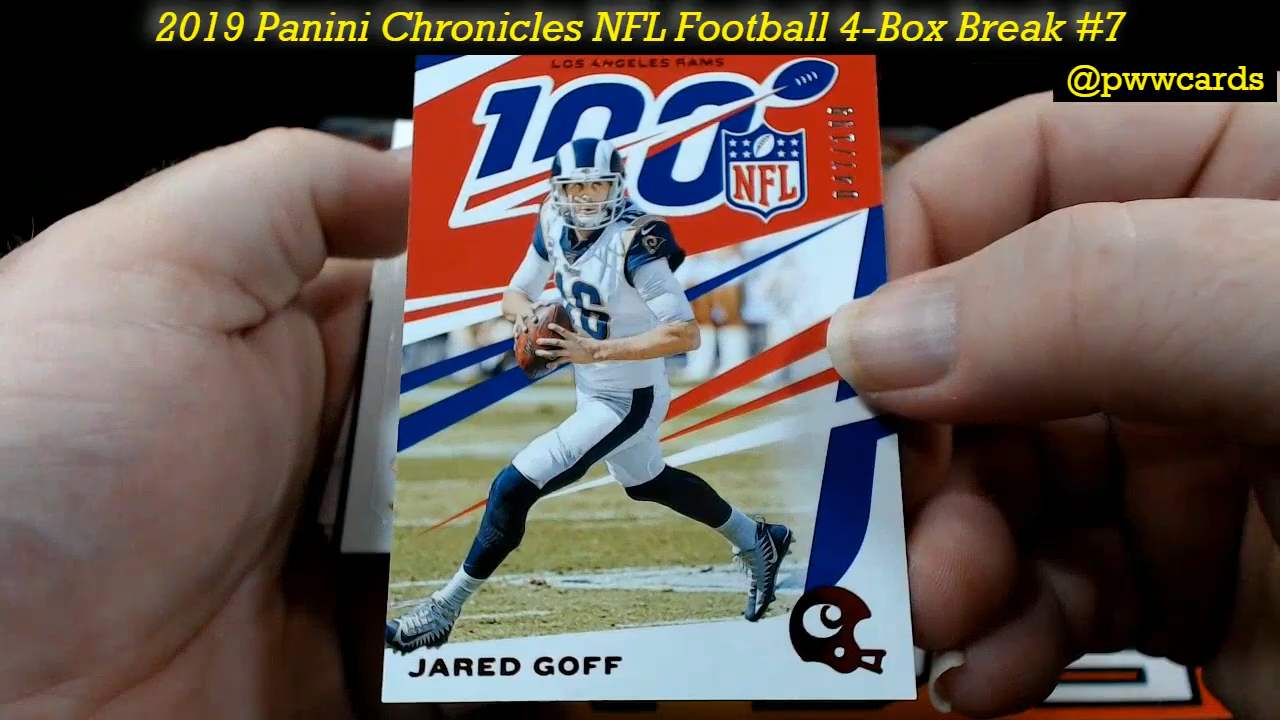 2019 Panini Chronicles NFL Football 4-Box Break #7
@pwwcards
LOS ANGELES RAMS
100
NFL
16
JARED GOFF